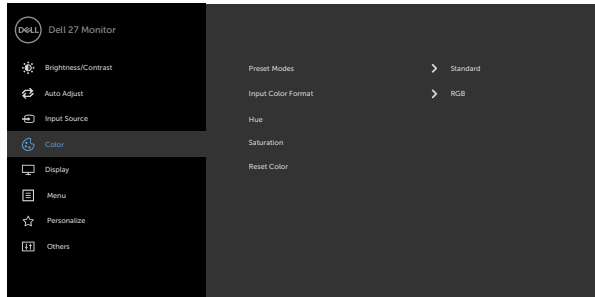 DELL Dell 27 Monitor
Brightness/Contrast
Auto Adjust
Input Source
Color
Display
Menu
Personalize
Others
Preset Modes Standard
Input Color Format RGB
Hue
Saturation
Reset Color